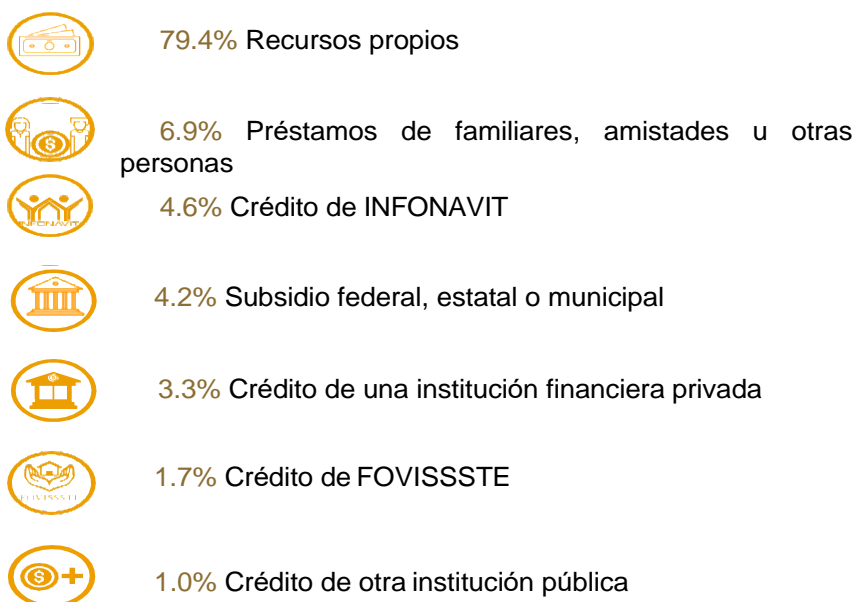 79.4% Recursos propios
6.9% Préstamos de familiares, amistades u otras
personas
4.6% Crédito de INFONAVIT
INFONAVIT
4.2% Subsidio federal, estatal o municipal
3.3% Crédito de una institución financiera privada
1.7% Crédito de FOVISSSTE
FOVISSSTE
1.0% Crédito de otra institución pública